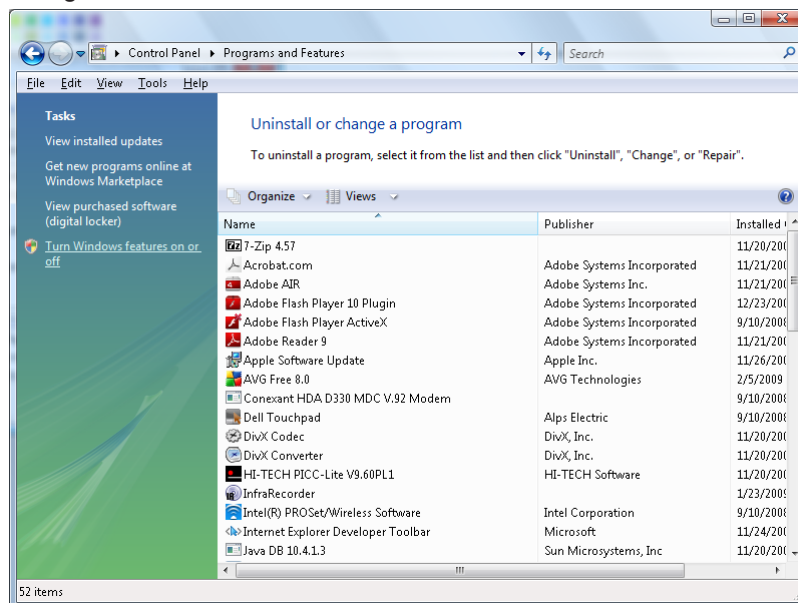 Control Panel Programs and Features Search
File Edit View Tools Help
Tasks
View installed updates
Get new programs online at
Windows Marketplace
View purchased software
(digital locker)
Turn Windows features on or
off
Uninstall or change a program
To uninstall a program, select it from the list and then click "Uninstall", "Change", or "Repair".
Organize Views
Name Publisher Installed
7-Zip 4.57 11/20/200
Acrobat.com Adobe Systems Incorporated 11/21/200
Adobe AIR Adobe Systems Inc. 11/21/200
Adobe Flash Player 10 Plugin Adobe Systems Incorporated 12/23/200
Adobe Flash Player ActiveX Adobe Systems Incorporated 9/10/2008
Adobe Reader 9 Adobe Systems Incorporated 11/21/200
Apple Software Update Apple Inc. 11/26/200
AVG Free 8.0 AVG Technologies 2/5/2009
Conexant HDA D330 MDC V.92 Modem 9/10/2008
Dell Touchpad Alps Electric 9/10/2008
DivX Codec DivX, Inc. 11/20/200
DivX Converter DivX, Inc. 11/20/200
HI-TECH PICC-Lite V9.60PL1 HI-TECH Software 11/20/200
InfraRecorder 1/23/2009
Intel(R) PROSet/Wireless Software Intel Corporation 9/10/2008
Internet Explorer Developer Toolbar Microsoft 11/24/200
Java DB 10.4.1.3 Sun Microsystems, Inc 11/20/200
52 items